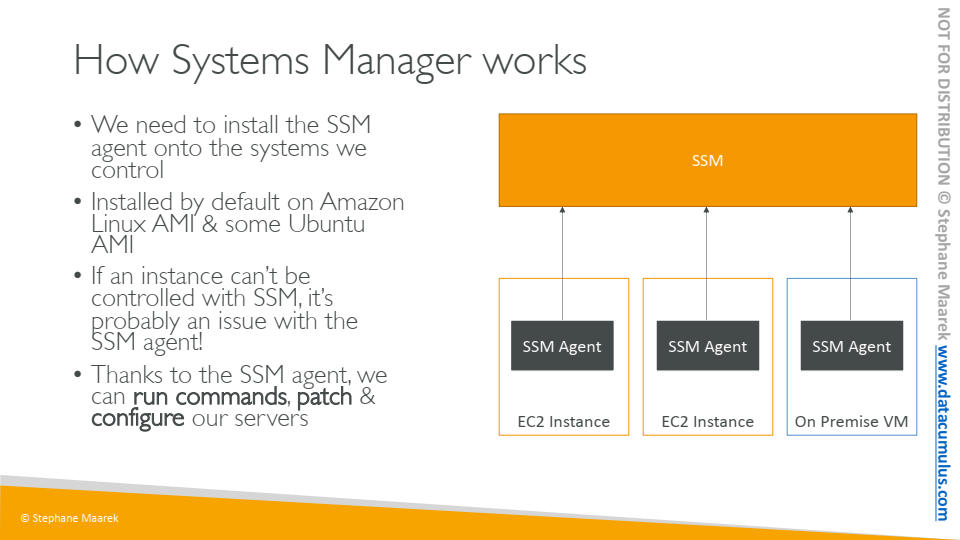 How Systems Manager works
• We need to install the SSM
agent onto the systems we
control
• Installed by default on Amazon
Linux AMI & some Ubuntu
AMI
• If an instance can't be
controlled with SSM, it's
probably an issue with the
SSM agent!
• Thanks to the SSM agent, we
can run commands, patch &
configure our servers
SSM
SSM Agent
EC2 Instance
SSM Agent
EC2 Instance
SSM Agent
On Premise VM
© Stephane Maarek
NOT FOR DISTRIBUTION © Stephane Maarek www.datacumulus.com